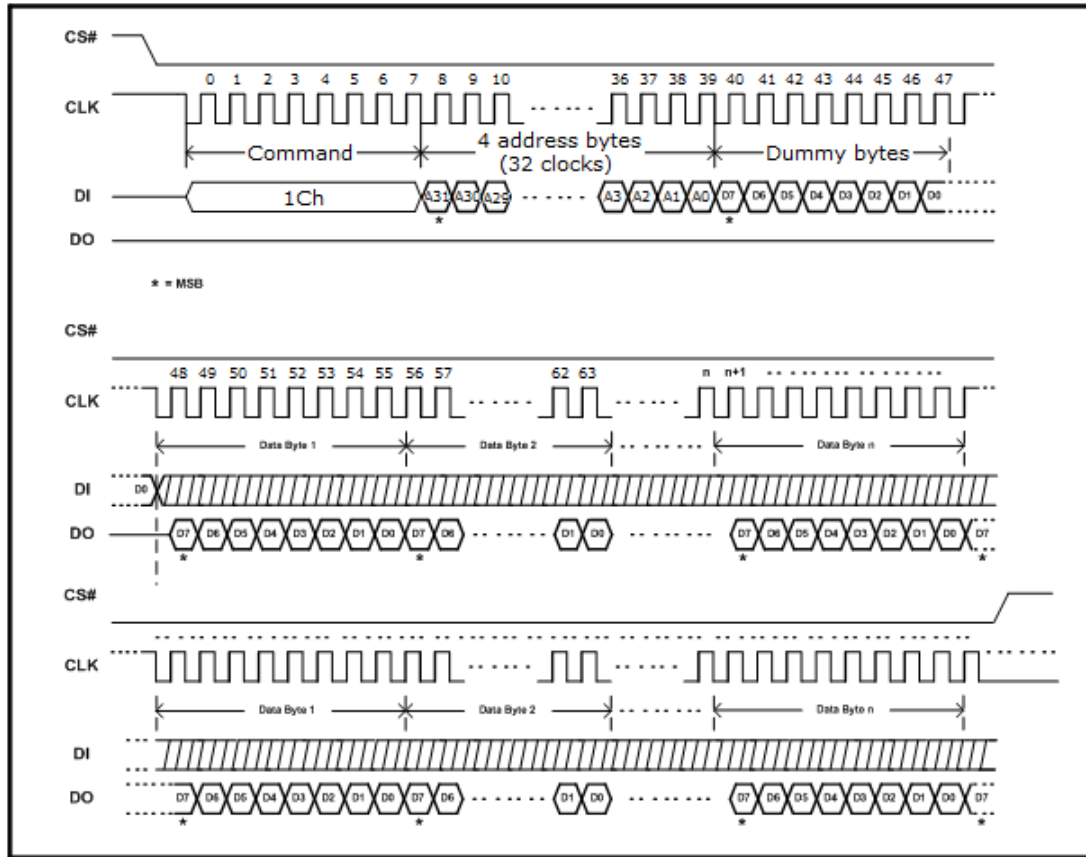 CS#
0 1 2 3 4 5 6 7 8 9 10 36 37 38 39 40 41 42 43 44 45 46 47
CLK
Command
4 address bytes
(32 clocks)
Dummy bytes
DI 1Ch A31 A30 A29 A3 A2 A1 A0 D7 D6 D5 D4 D3 D2 D1 D0
* *
DO
* = MSB
CS#
48 49 50 51 52 53 54 55 56 57 62 63 n n+1
CLK
Data Byte 1 Data Byte 2 Data Byte n
DI D0
DO D7 D6 D5 D4 D3 D2 D1 D0 D7 D6 D1 D0 D7 D6 D5 D4 D3 D2 D1 D0 D7
* * * *
CS#
CLK
Data Byte 1 Data Byte 2 Data Byte n
DI
DO D7 D6 D5 D4 D3 D2 D1 D0 D7 D6 D1 D0 D7 D6 D5 D4 D3 D2 D1 D0 D7
* * * *